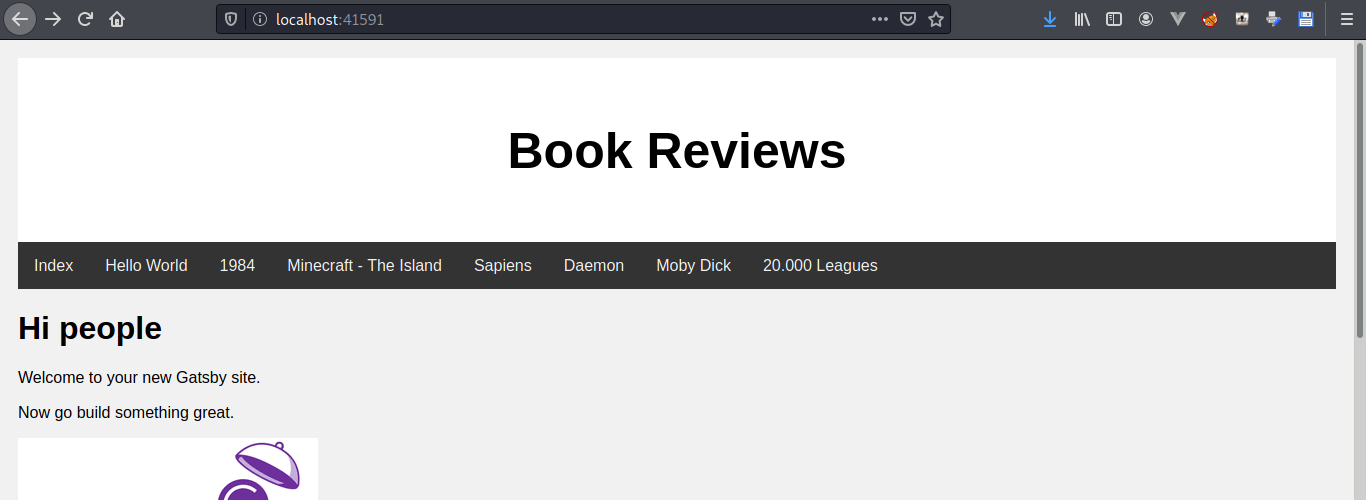 localhost:41591
Book Reviews
Index Hello World 1984 Minecraft - The Island Sapiens Daemon Moby Dick 20.000 Leagues
Hi people
Welcome to your new Gatsby site.
Now go build something great.